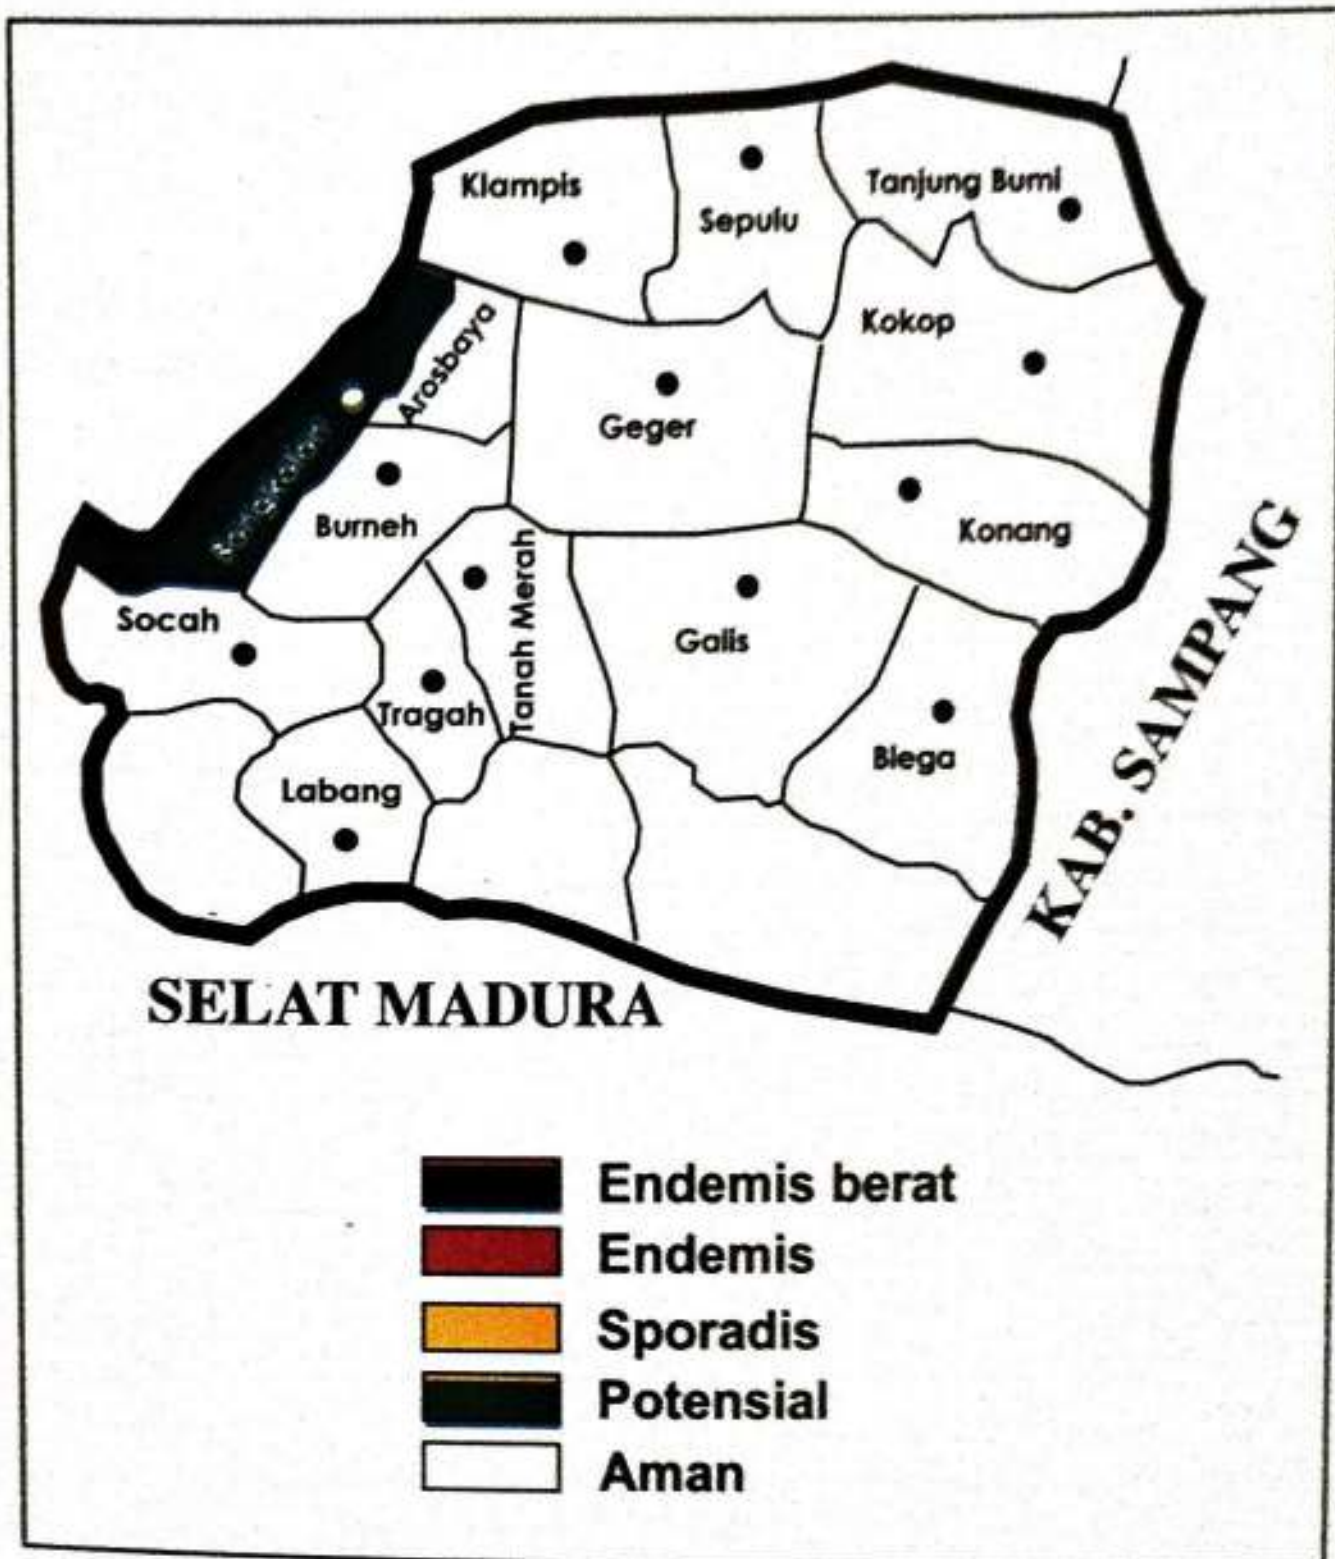 Klampis
Sepulu
Tanjung Bumi
Arosbaya
Kokop
Geger
Bangkalan
Burneh
Konang
Tanah Merah
Socah
Galis
Tragah
Blega
Labang
KAB. SAMPANG
SELAT MADURA
Endemis berat
Endemis
Sporadis
Potensial
Aman